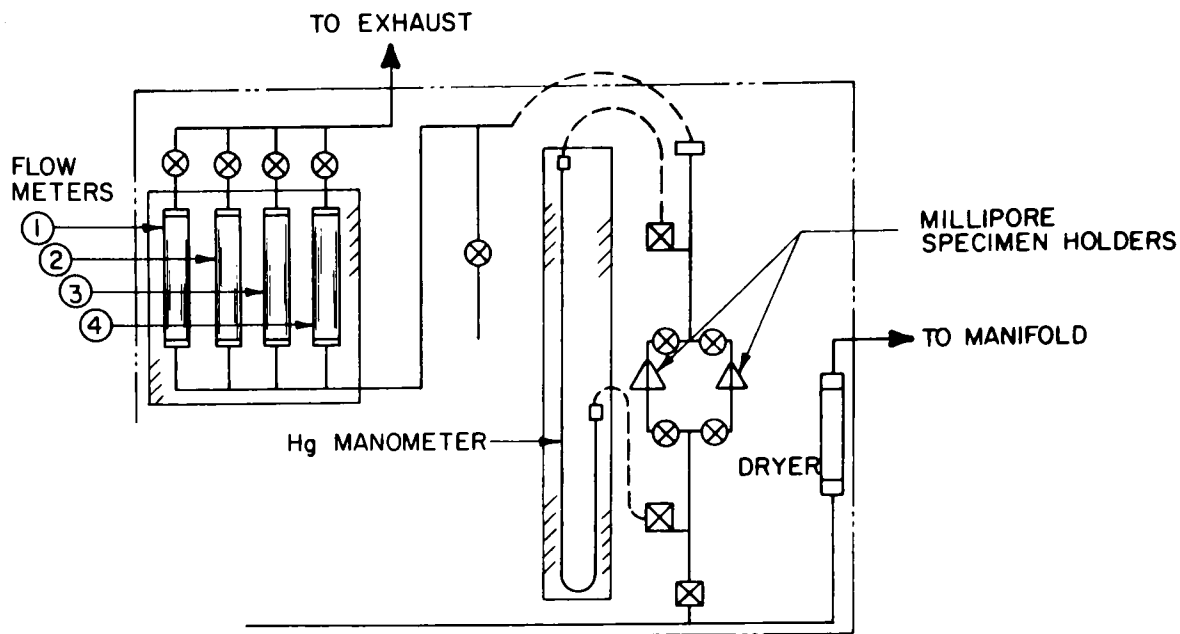 TO EXHAUST
FLOW
METERS
1
2
3
4
MILLIPORE
SPECIMEN HOLDERS
TO MANIFOLD
Hg MANOMETER
DRYER